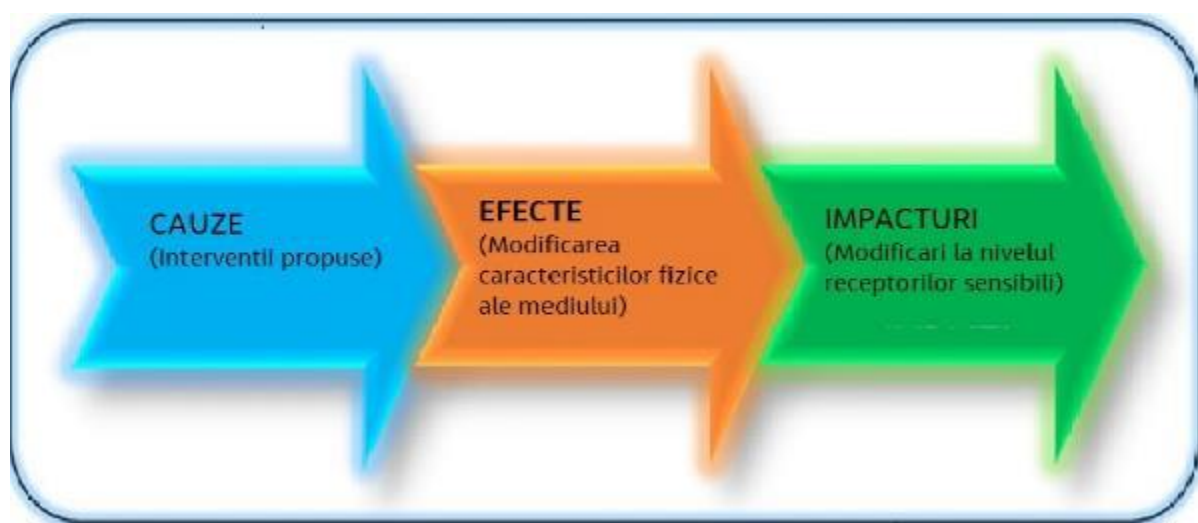 CAUZE
(Interventii propuse)
EFECTE
(Modificarea
caracteristicilor fizice
ale mediului)
IMPACTURI
(Modificari la nivelul
receptorilor sensibili)